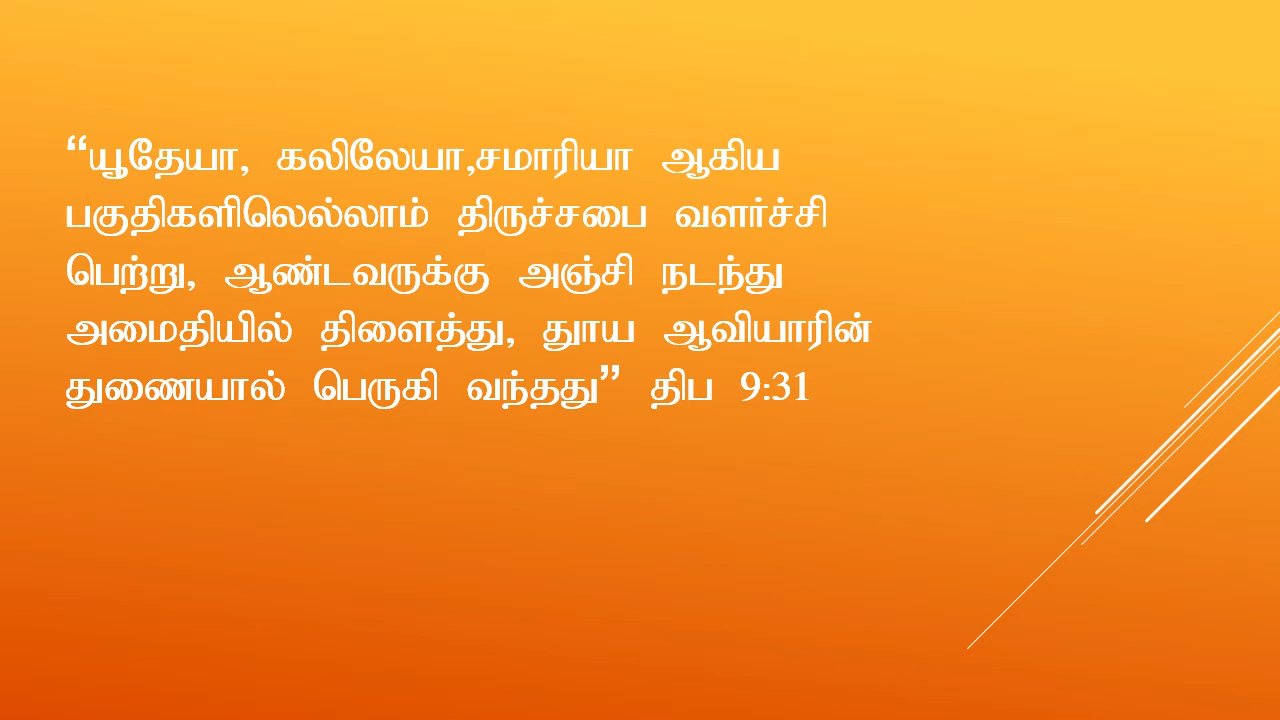 “யூதேயா, கலிலேயா,சமாரியா ஆகிய
பகுதிகளிலெல்லாம் திருச்சபை வளர்ச்சி
பெற்று, ஆண்டவருக்கு அஞ்சி நடந்து
அமைதியில் திளைத்து, தூய ஆவியாரின்
துணையால் பெருகி வந்தது” திப 9:31